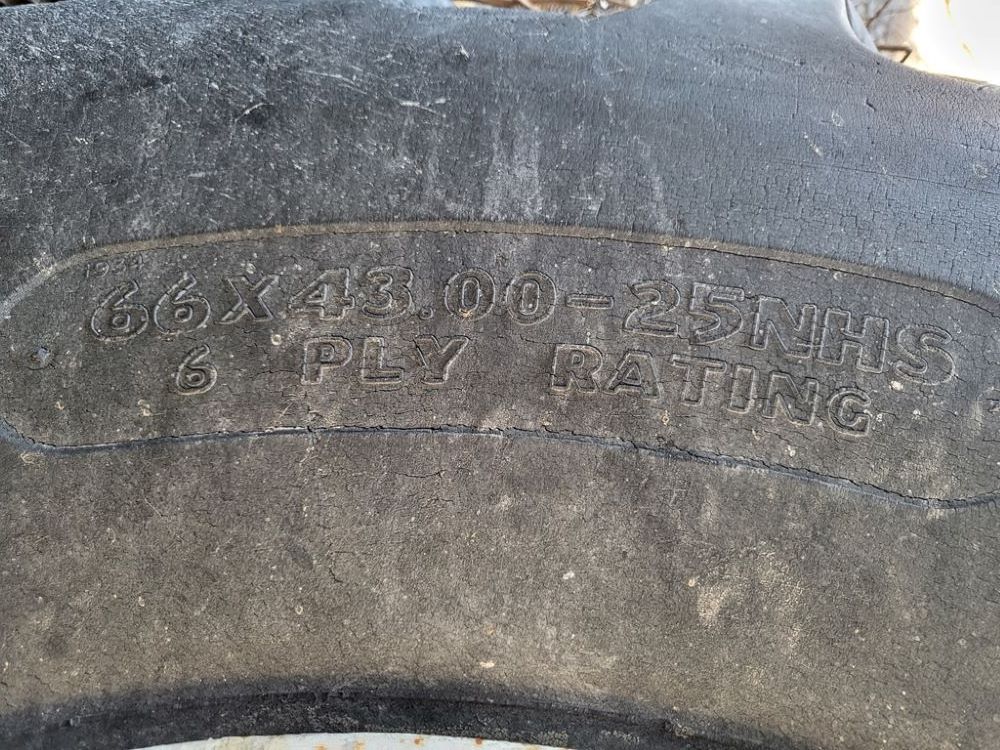 66X43.00-25NHS
6 PLY RATING